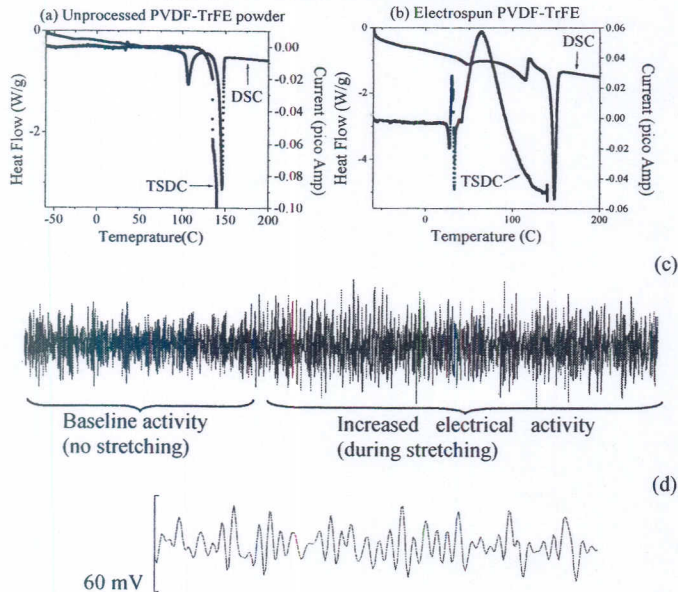 (a) Unprocessed PVDF-TrFE powder
(b) Electrospun PVDF-TrFE
Heat Flow (W/g)
0
-2
DSC
TSDC
0.00
-0.02
-0.04
-0.06
-0.08
-0.10
Current (pico Amp)
-50 0 50 100 150 200
Temeprature(C)
Heat Flow (W/g)
0
-2
-4
DSC
TSDC
0.06
0.04
0.02
0.00
-0.02
-0.04
-0.06
Current (pico Amp)
0 100 200
Temperature (C)
(c)
Baseline activity
(no stretching)
Increased electrical activity
(during stretching)
(d)
60 mV